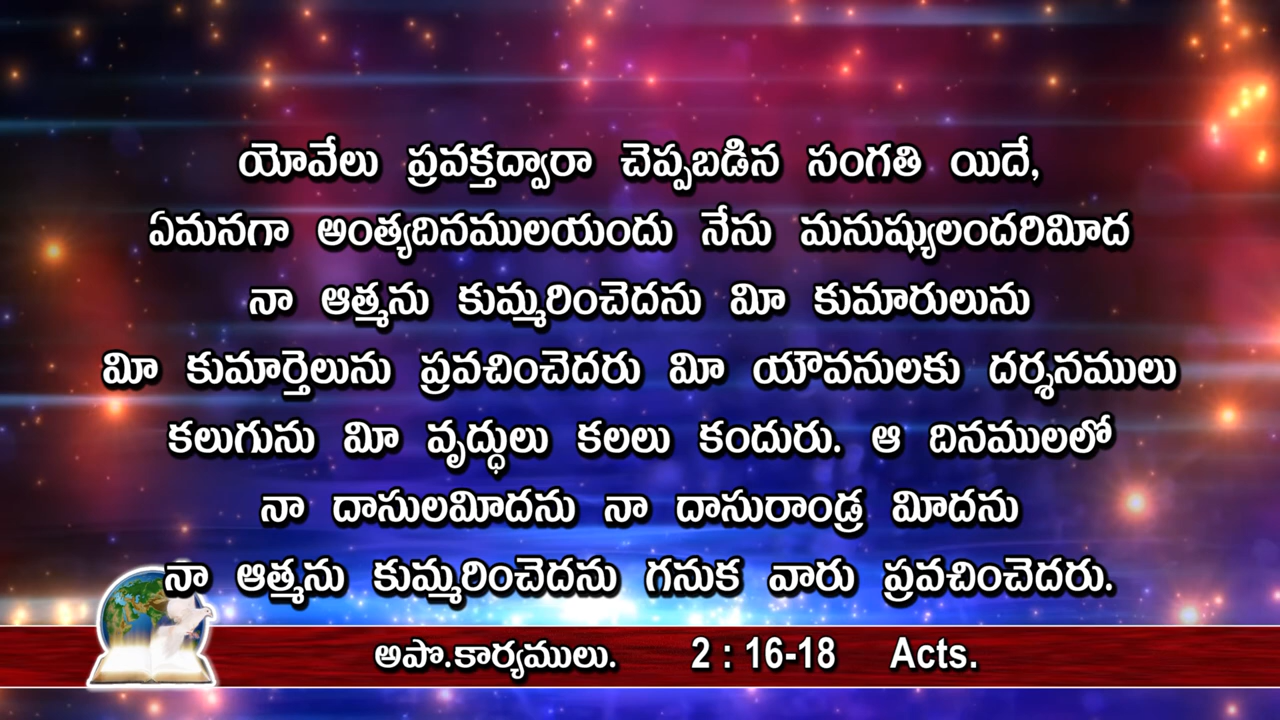 యోవేలు ప్రవక్తద్వారా చెప్పబడిన సంగతి యిదే,
ఏమనగా అంత్యదినములయందు నేను మనుష్యులందరిమీద
నా ఆత్మను కుమ్మరించెదను మీ కుమారులును
మీ కుమార్తెలును ప్రవచించెదరు మీ యౌవనులకు దర్శనములు
కలుగును మీ వృద్ధులు కలలు కందురు. ఆ దినములలో
నా దాసులమీదను నా దాసురాండ్ర మీదను
నా ఆత్మను కుమ్మరించెదను గనుక వారు ప్రవచించెదరు.
అపొ.కార్యములు. 2 : 16-18 Acts.